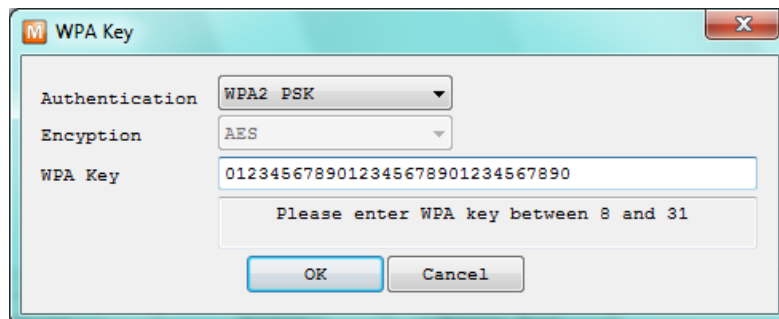 M WPA Key
X
Authentication WPA2 PSK
Encyption AES
WPA Key 0123456789012345678901234567890
Please enter WPA key between 8 and 31
OK Cancel